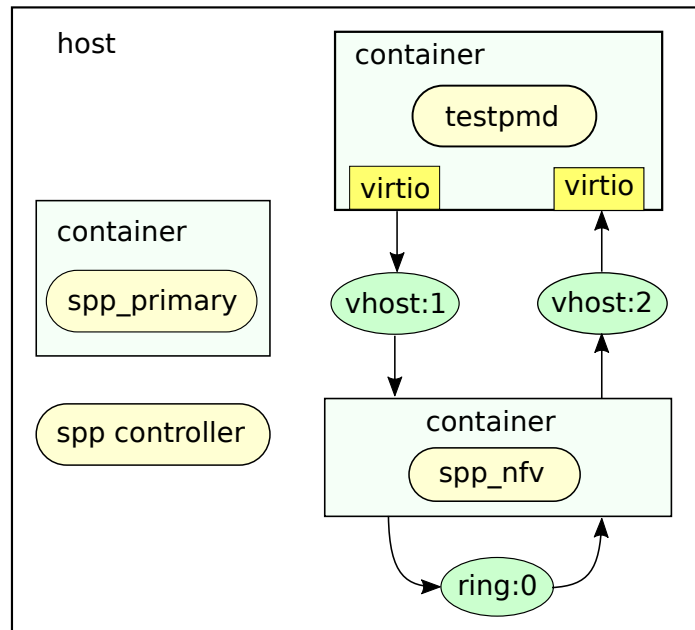 host
container
testpmd
virtio
virtio
container
spp_primary
vhost:1
vhost:2
spp controller
container
spp_nfv
ring:0